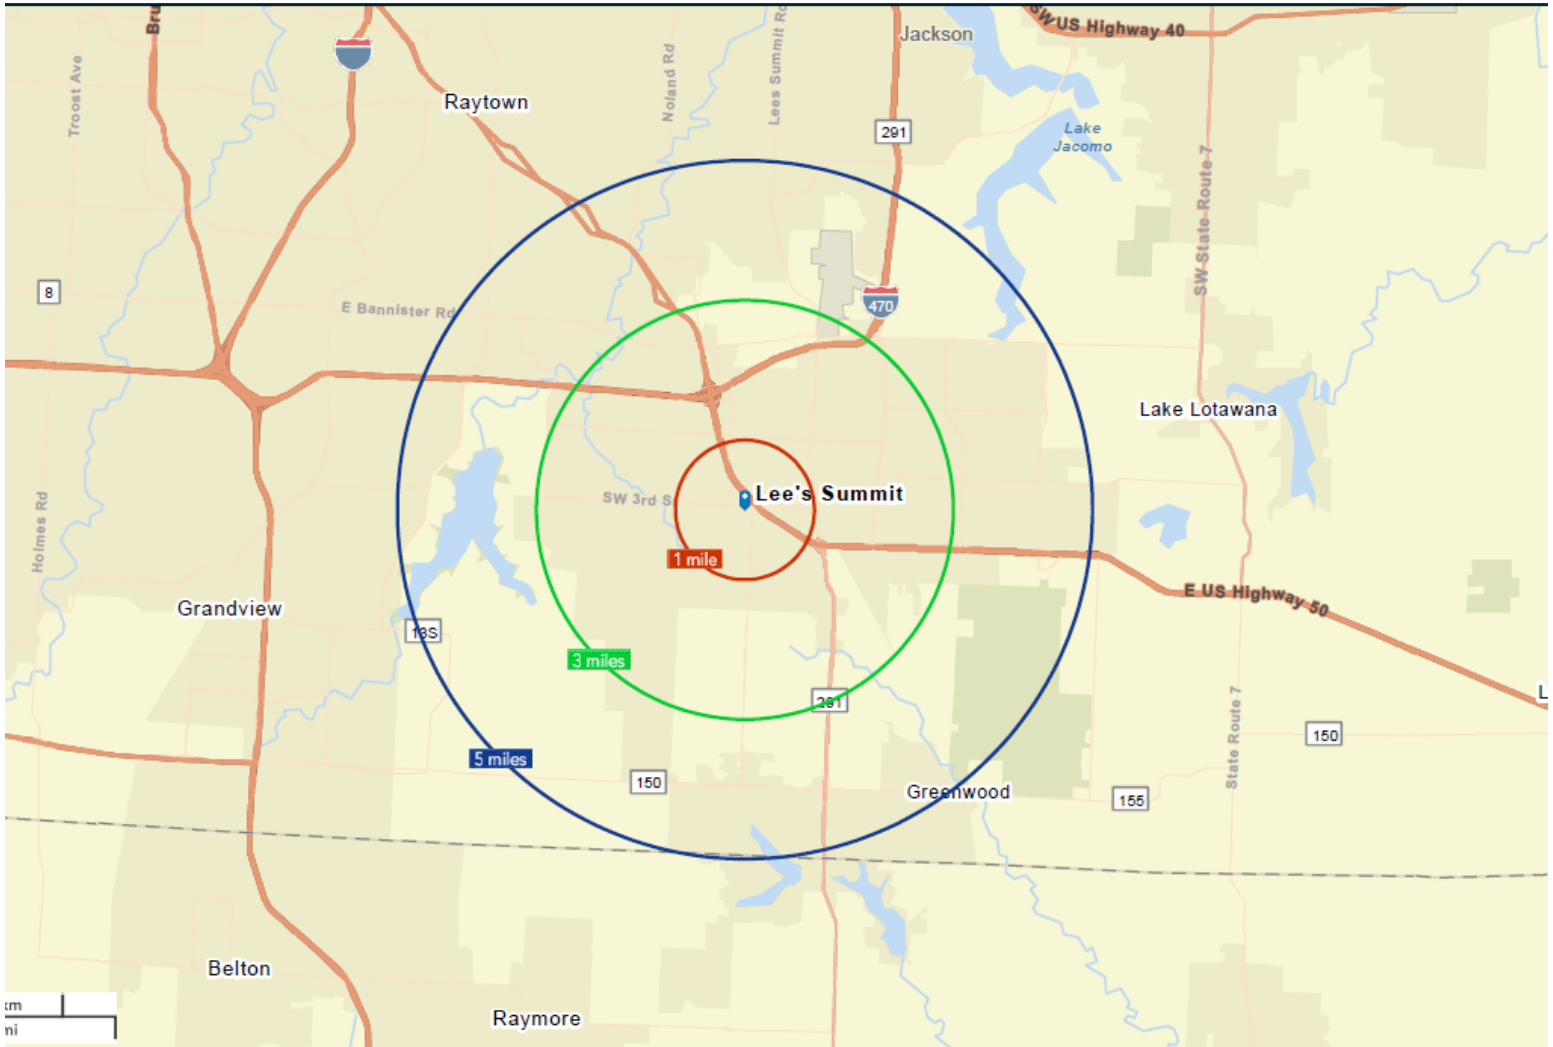 Bru
SW US Highway 40
Jackson
Troost Ave
Noland Rd
Lees Summit Rd
Raytown
291
Lake
Jacomo
SW State Route 7
8
E Bannister Rd
470
Lake Lotawana
Lee's Summit
SW 3rd S
Holmes Rd
1 mile
E US Highway 50
Grandview
13S
3 miles
291
L
State Route 7
150
5 miles
150
Greenwood
155
Belton
km
mi
Raymore